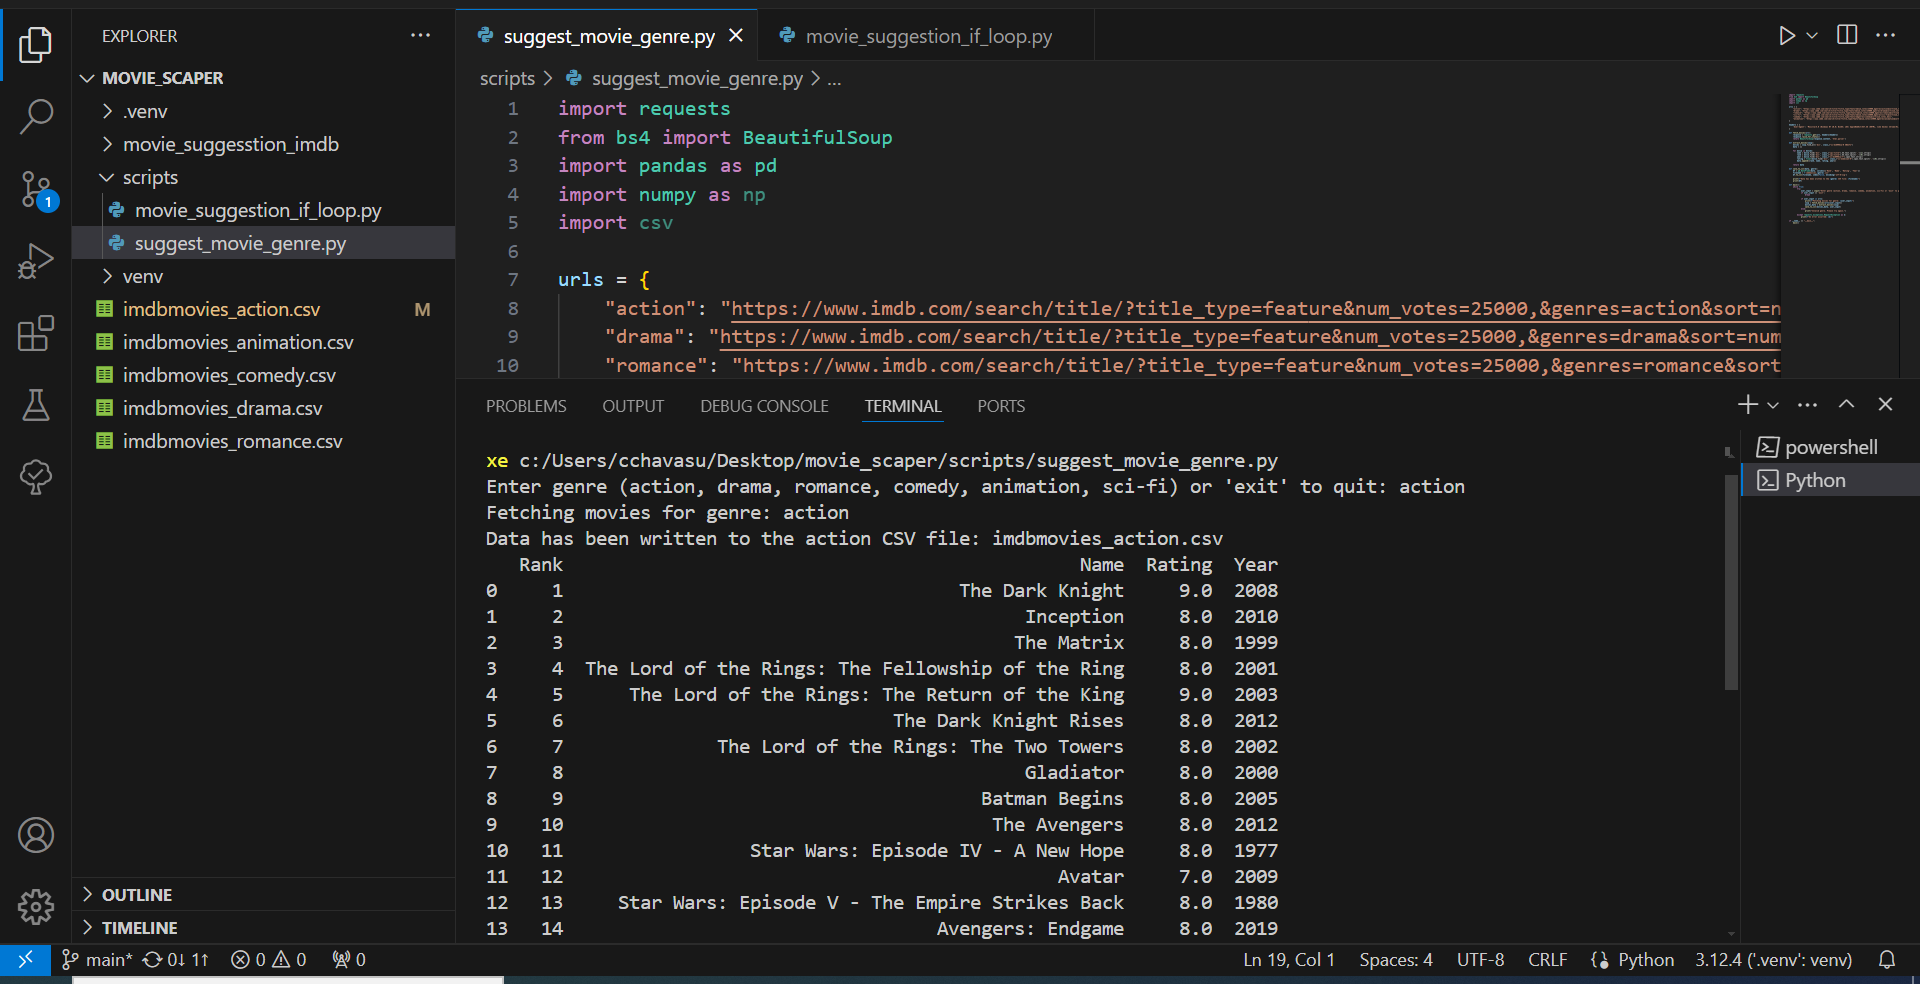 EXPLORER
MOVIE_SCAPER
.venv
movie_suggesstion_imdb
scripts
movie_suggestion_if_loop.py
suggest_movie_genre.py
venv
imdbmovies_action.csv M
imdbmovies_animation.csv
imdbmovies_comedy.csv
imdbmovies_drama.csv
imdbmovies_romance.csv
OUTLINE
TIMELINE
1
suggest_movie_genre.py movie_suggestion_if_loop.py
scripts > suggest_movie_genre.py > ...
1 import requests
2 from bs4 import BeautifulSoup
3 import pandas as pd
4 import numpy as np
5 import csv
6
7 urls = {
8 "action": "https://www.imdb.com/search/title/?title_type=feature&num_votes=25000,&genres=action&sort=n
9 "drama": "https://www.imdb.com/search/title/?title_type=feature&num_votes=25000,&genres=drama&sort=num
10 "romance": "https://www.imdb.com/search/title/?title_type=feature&num_votes=25000,&genres=romance&sort
PROBLEMS OUTPUT DEBUG CONSOLE TERMINAL PORTS
xe c:/Users/cchavasu/Desktop/movie_scaper/scripts/suggest_movie_genre.py
Enter genre (action, drama, romance, comedy, animation, sci-fi) or 'exit' to quit: action
Fetching movies for genre: action
Data has been written to the action CSV file: imdbmovies_action.csv
Rank Name Rating Year
0 1 The Dark Knight 9.0 2008
1 2 Inception 8.0 2010
2 3 The Matrix 8.0 1999
3 4 The Lord of the Rings: The Fellowship of the Ring 8.0 2001
4 5 The Lord of the Rings: The Return of the King 9.0 2003
5 6 The Dark Knight Rises 8.0 2012
6 7 The Lord of the Rings: The Two Towers 8.0 2002
7 8 Gladiator 8.0 2000
8 9 Batman Begins 8.0 2005
9 10 The Avengers 8.0 2012
10 11 Star Wars: Episode IV - A New Hope 8.0 1977
11 12 Avatar 7.0 2009
12 13 Star Wars: Episode V - The Empire Strikes Back 8.0 1980
13 14 Avengers: Endgame 8.0 2019
powershell
Python
main* 0↓ 1↑ 0 0 0 Ln 19, Col 1 Spaces: 4 UTF-8 CRLF Python 3.12.4 ('.venv': venv)